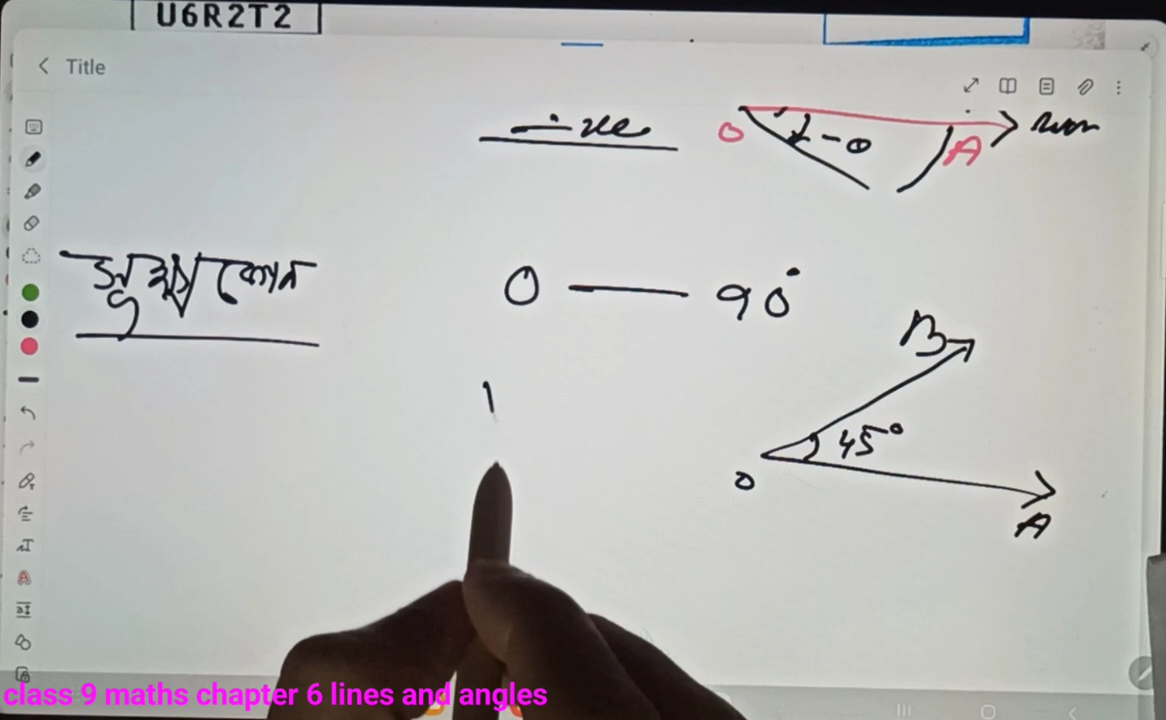 U6R2T2
Title
-ve
O
-θ
A
সূক্ষ্মকোন
0 — 90°
B
45°
O
A
class 9 maths chapter 6 lines and angles